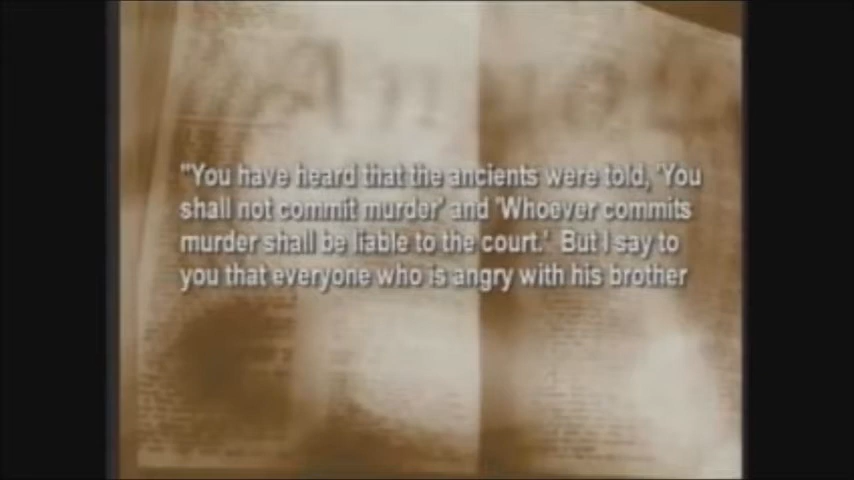 "You have heard that the ancients were told, 'You
shall not commit murder' and 'Whoever commits
murder shall be liable to the court.' But I say to
you that everyone who is angry with his brother